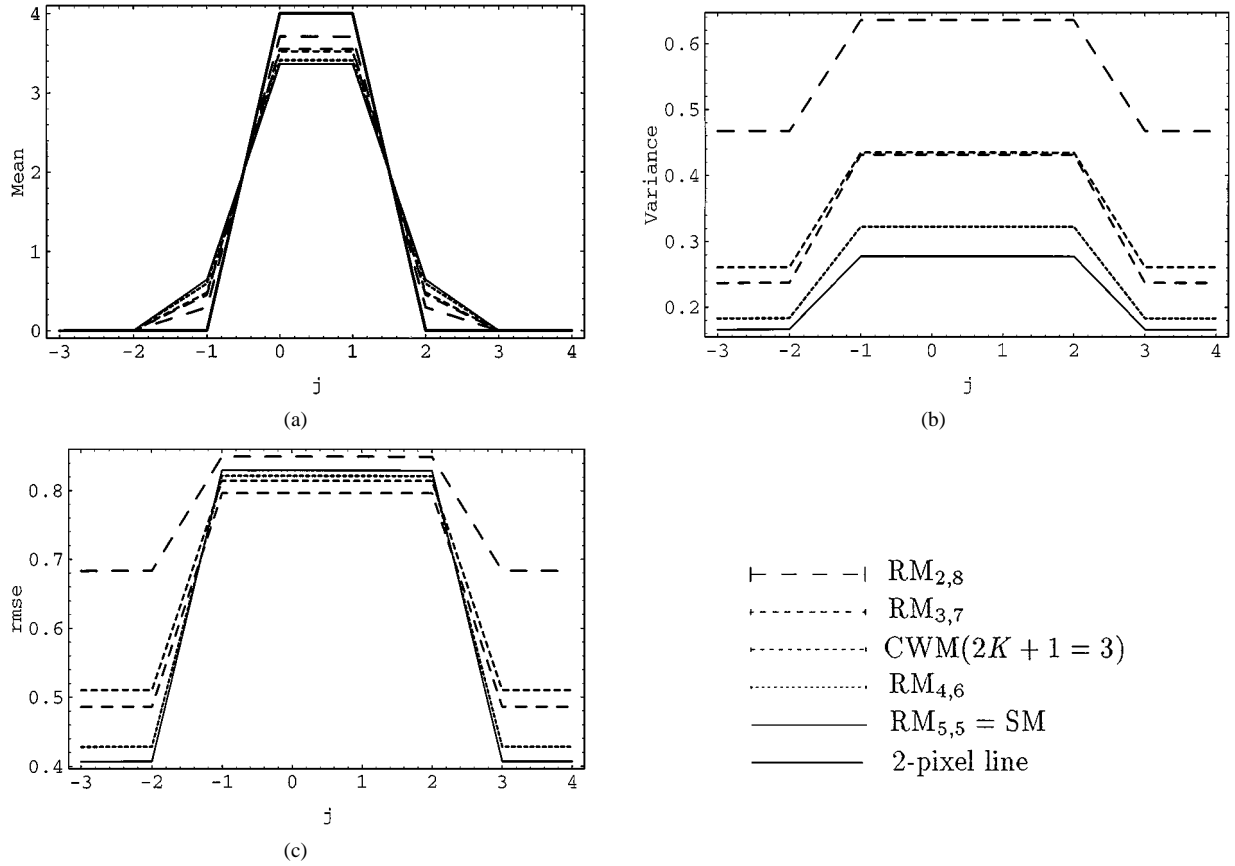 4
3
2
1
0
Mean
-3 -2 -1 0 1 2 3 4
j
(a)
0.6
0.5
0.4
0.3
0.2
Variance
-3 -2 -1 0 1 2 3 4
j
(b)
0.8
0.7
0.6
0.5
0.4
rmse
-3 -2 -1 0 1 2 3 4
j
(c)
RM2,8
RM3,7
CWM(2K + 1 = 3)
RM4,6
RM5,5 = SM
2-pixel line